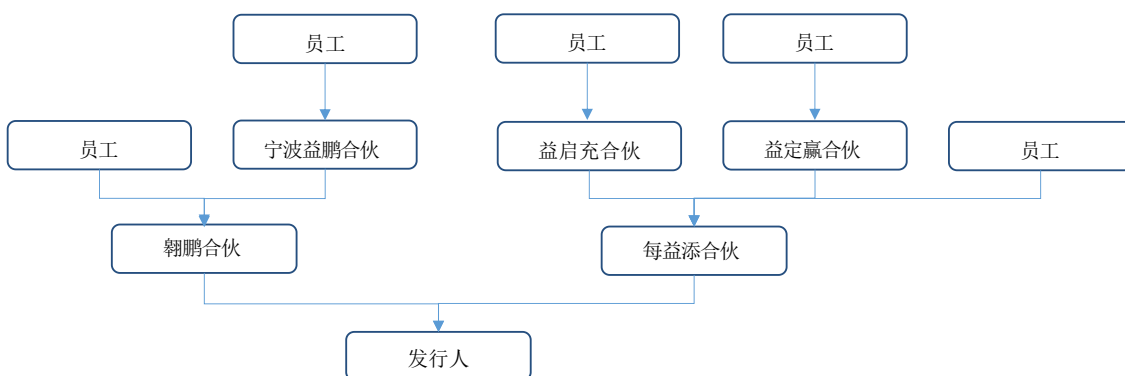 员工
员工
员工
员工
宁波益鹏合伙
益启充合伙
益定赢合伙
员工
翱鹏合伙
每益添合伙
发行人